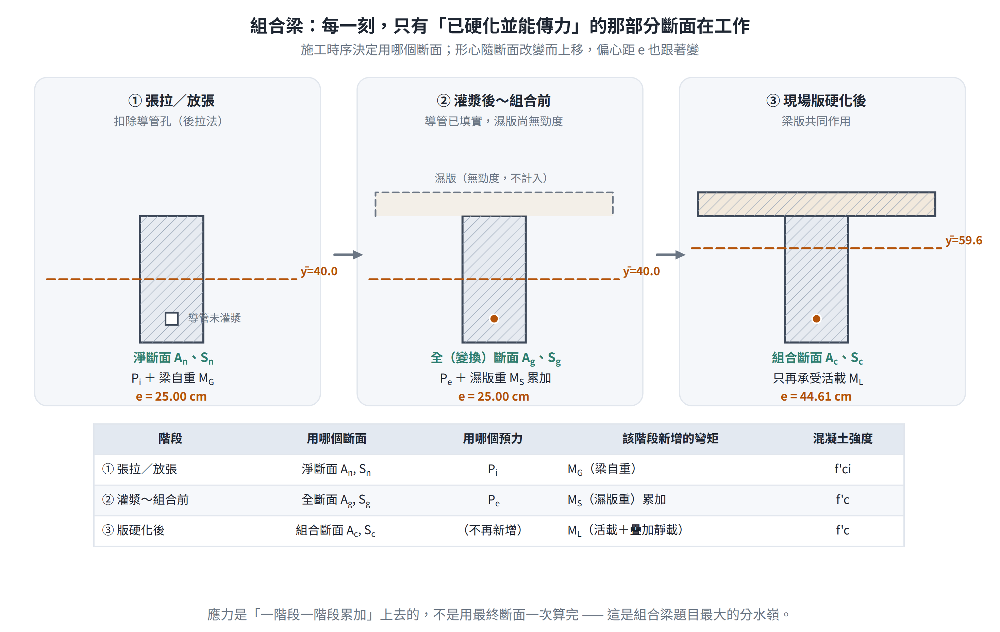 組合梁：每一刻，只有「已硬化並能傳力」的那部分斷面在工作
施工時序決定用哪個斷面；形心隨斷面改變而上移，偏心距 e 也跟著變
① 張拉／放張
扣除導管孔（後拉法）
ȳ=40.0
導管未灌漿
淨斷面 Aₙ、Sₙ
Pᵢ ＋ 梁自重 M_G
e = 25.00 cm
② 灌漿後～組合前
導管已填實，濕版尚無勁度
濕版（無勁度，不計入）
ȳ=40.0
全（變換）斷面 A_g、S_g
Pₑ ＋ 濕版重 M_S 累加
e = 25.00 cm
③ 現場版硬化後
梁版共同作用
ȳ=59.6
組合斷面 A_c、S_c
只再承受活載 M_L
e = 44.61 cm
階段 用哪個斷面 用哪個預力 該階段新增的彎矩 混凝土強度
① 張拉／放張 淨斷面 Aₙ, Sₙ Pᵢ M_G（梁自重） f'ci
② 灌漿～組合前 全斷面 A_g, S_g Pₑ M_S（濕版重）累加 f'c
③ 版硬化後 組合斷面 A_c, S_c （不再新增） M_L（活載＋疊加靜載） f'c
應力是「一階段一階段累加」上去的，不是用最終斷面一次算完 —— 這是組合梁題目最大的分水嶺。